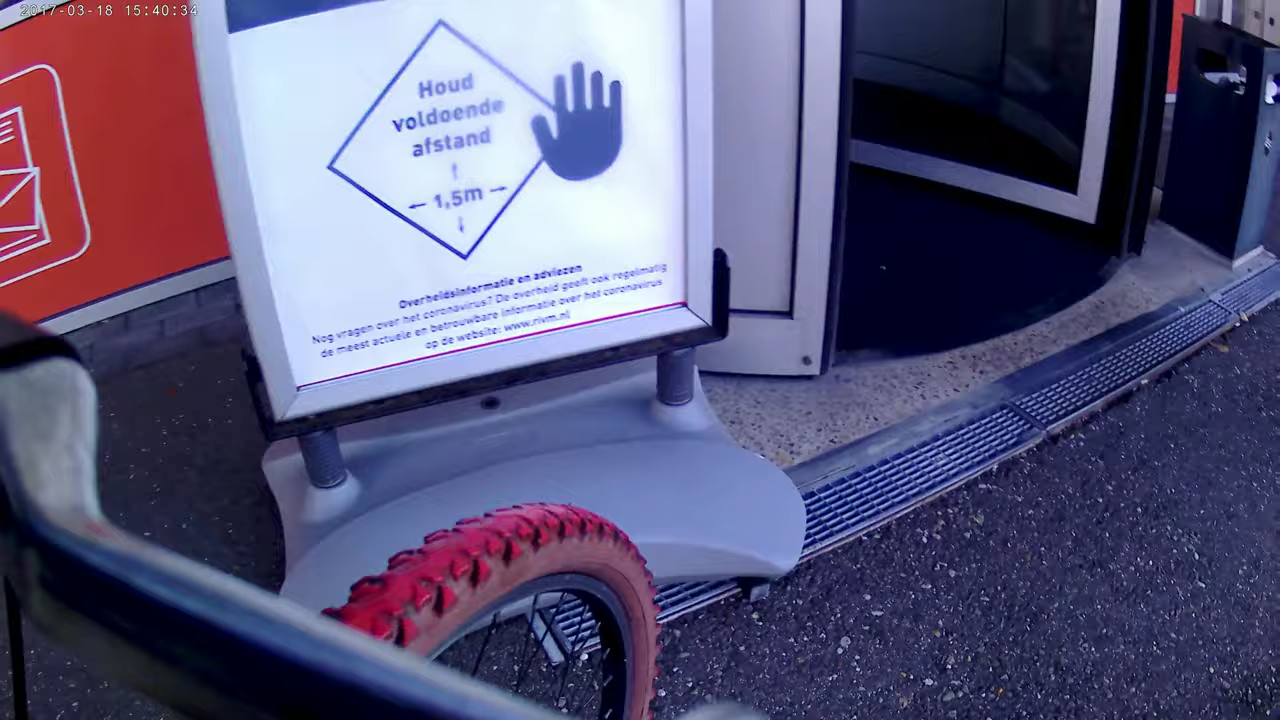 2017-03-18 15:40:34
Houd
voldoende
afstand
1,5m
Overheidsinformatie en adviezen
Nog vragen over het coronavirus? De overheid geeft ook regelmatig
de meest actuele en betrouwbare informatie over het coronavirus
op de website: www.rivm.nl